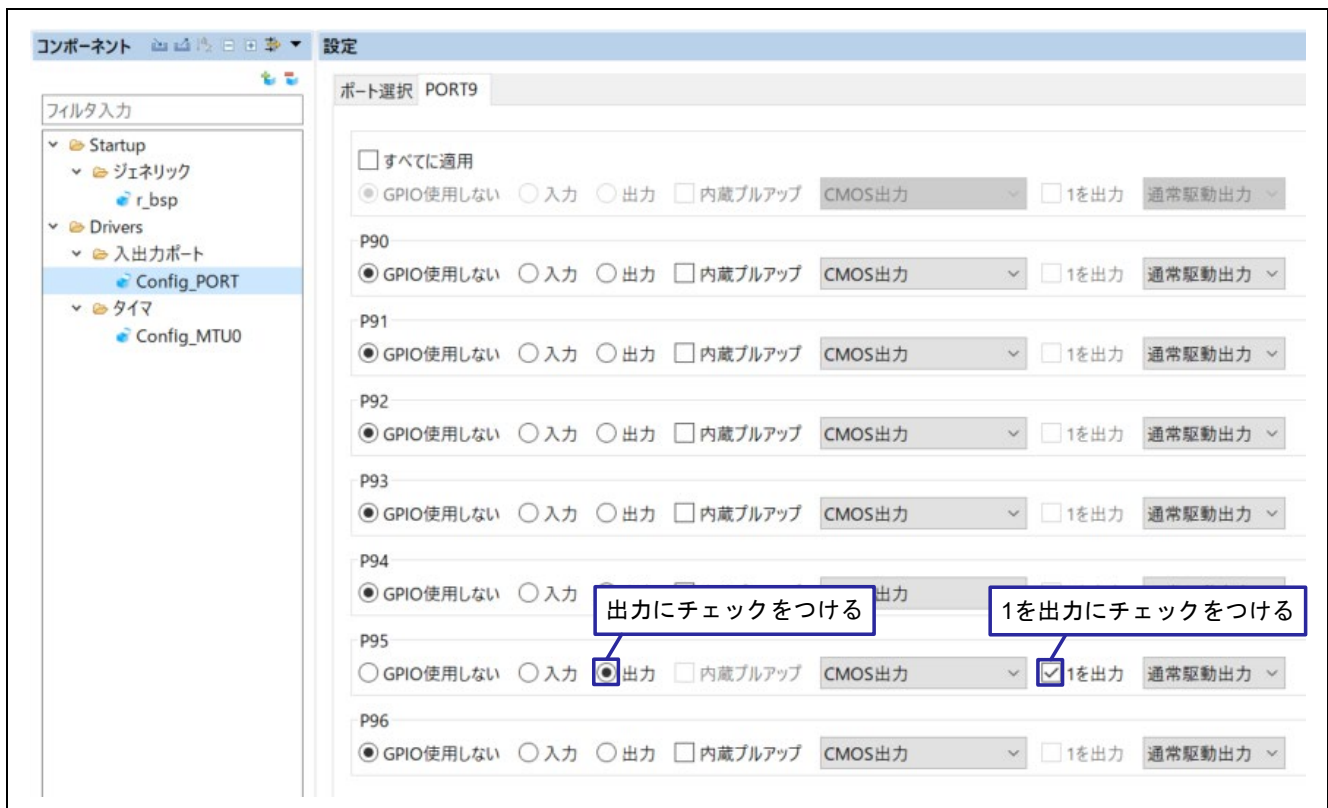 コンポーネント
フィルタ入力
Startup
ジェネリック
r_bsp
Drivers
入出力ポート
Config_PORT
タイマ
Config_MTU0
設定
ポート選択 PORT9
すべてに適用
GPIO使用しない 入力 出力 内蔵プルアップ CMOS出力 1を出力 通常駆動出力
P90
GPIO使用しない 入力 出力 内蔵プルアップ CMOS出力 1を出力 通常駆動出力
P91
GPIO使用しない 入力 出力 内蔵プルアップ CMOS出力 1を出力 通常駆動出力
P92
GPIO使用しない 入力 出力 内蔵プルアップ CMOS出力 1を出力 通常駆動出力
P93
GPIO使用しない 入力 出力 内蔵プルアップ CMOS出力 1を出力 通常駆動出力
P94
GPIO使用しない 入力 出力
出力にチェックをつける 1を出力にチェックをつける
P95
GPIO使用しない 入力 出力 内蔵プルアップ CMOS出力 1を出力 通常駆動出力
P96
GPIO使用しない 入力 出力 内蔵プルアップ CMOS出力 1を出力 通常駆動出力